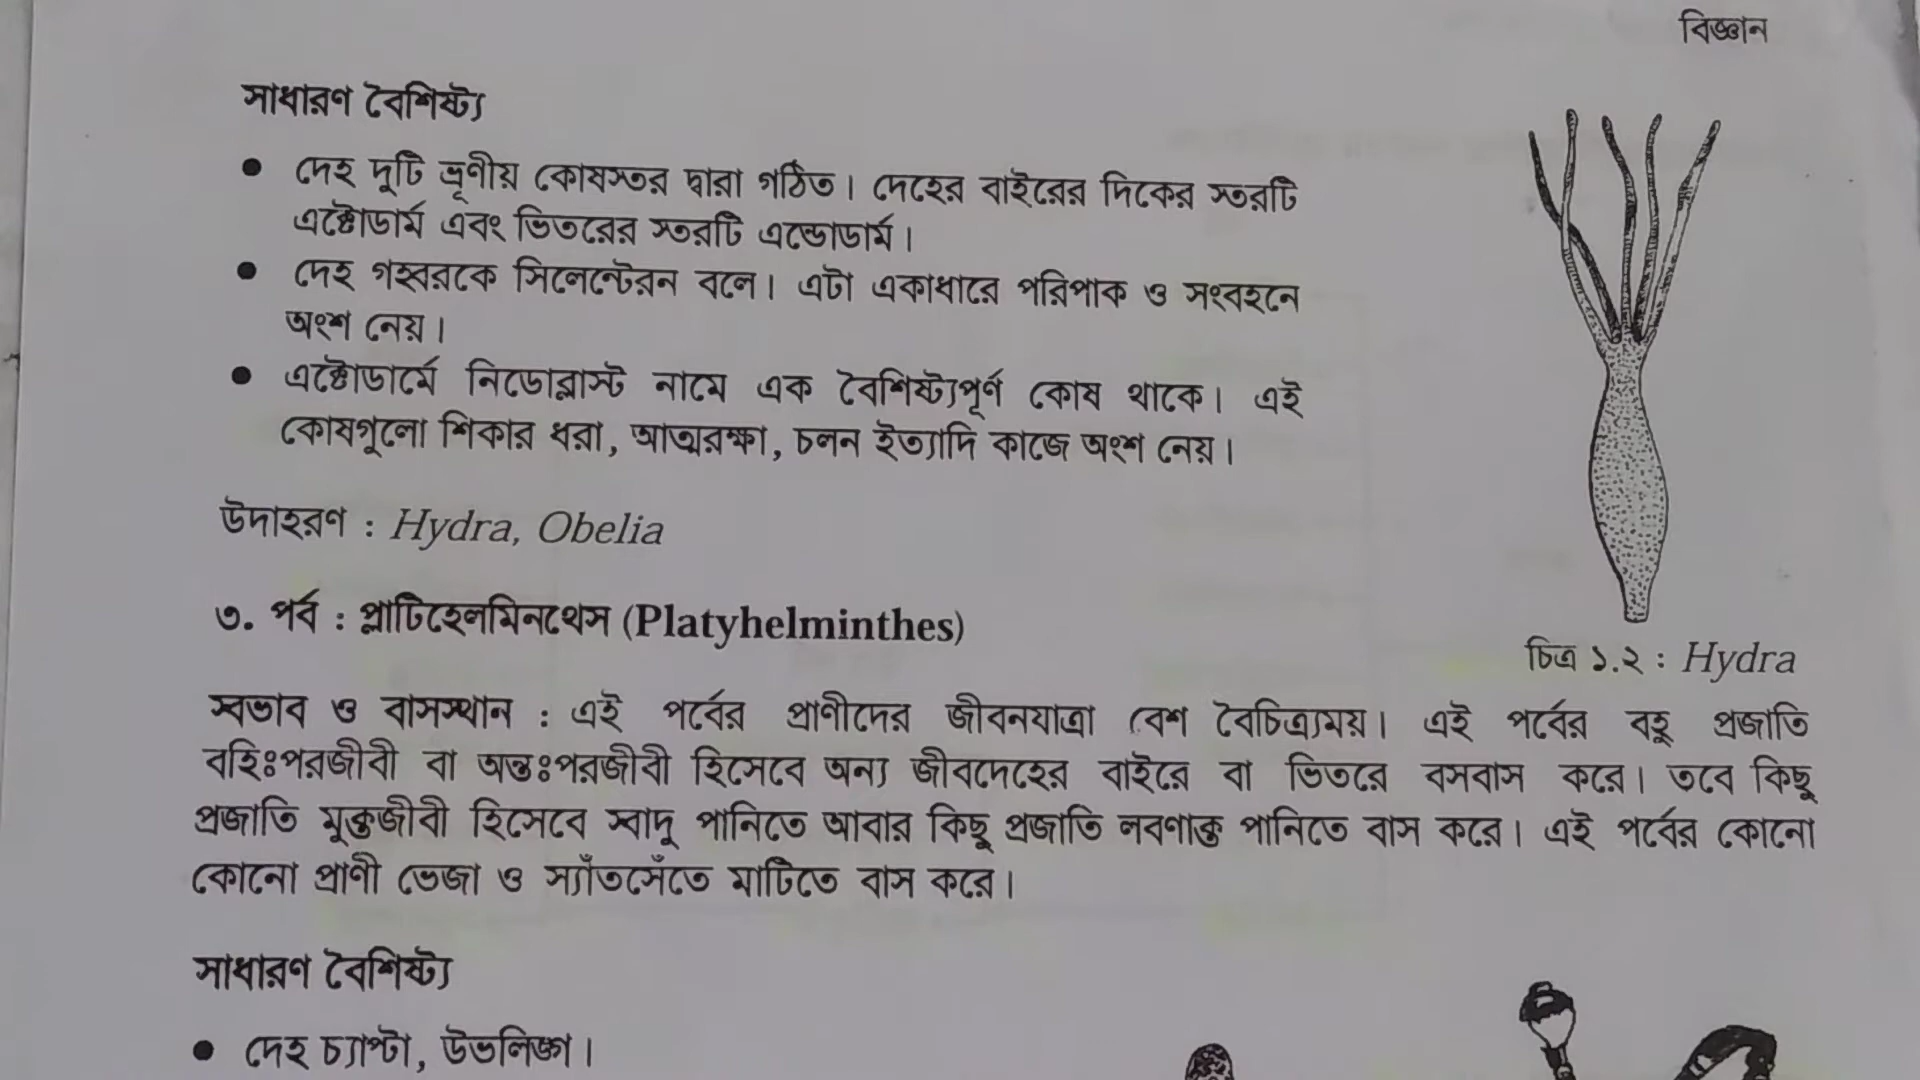 বিজ্ঞান
সাধারণ বৈশিষ্ট্য
● দেহ দুটি ভ্রূণীয় কোষস্তর দ্বারা গঠিত। দেহের বাইরের দিকের স্তরটি
এক্টোডার্ম এবং ভিতরের স্তরটি এন্ডোডার্ম।
● দেহ গহ্বরকে সিলেন্টেরন বলে। এটা একাধারে পরিপাক ও সংবহনে
অংশ নেয়।
● এক্টোডার্মে নিডোব্লাস্ট নামে এক বৈশিষ্ট্যপূর্ণ কোষ থাকে। এই
কোষগুলো শিকার ধরা, আত্মরক্ষা, চলন ইত্যাদি কাজে অংশ নেয়।
উদাহরণ : Hydra, Obelia
চিত্র ১.২ : Hydra
৩. পর্ব : প্লাটিহেলমিনথেস (Platyhelminthes)
স্বভাব ও বাসস্থান : এই পর্বের প্রাণীদের জীবনযাত্রা বেশ বৈচিত্র্যময়। এই পর্বের বহু প্রজাতি
বহিঃপরজীবী বা অন্তঃপরজীবী হিসেবে অন্য জীবদেহের বাইরে বা ভিতরে বসবাস করে। তবে কিছু
প্রজাতি মুক্তজীবী হিসেবে স্বাদু পানিতে আবার কিছু প্রজাতি লবণাক্ত পানিতে বাস করে। এই পর্বের কোনো
কোনো প্রাণী ভেজা ও স্যাঁতসেঁতে মাটিতে বাস করে।
সাধারণ বৈশিষ্ট্য
● দেহ চ্যাপ্টা, উভলিঙ্গ।